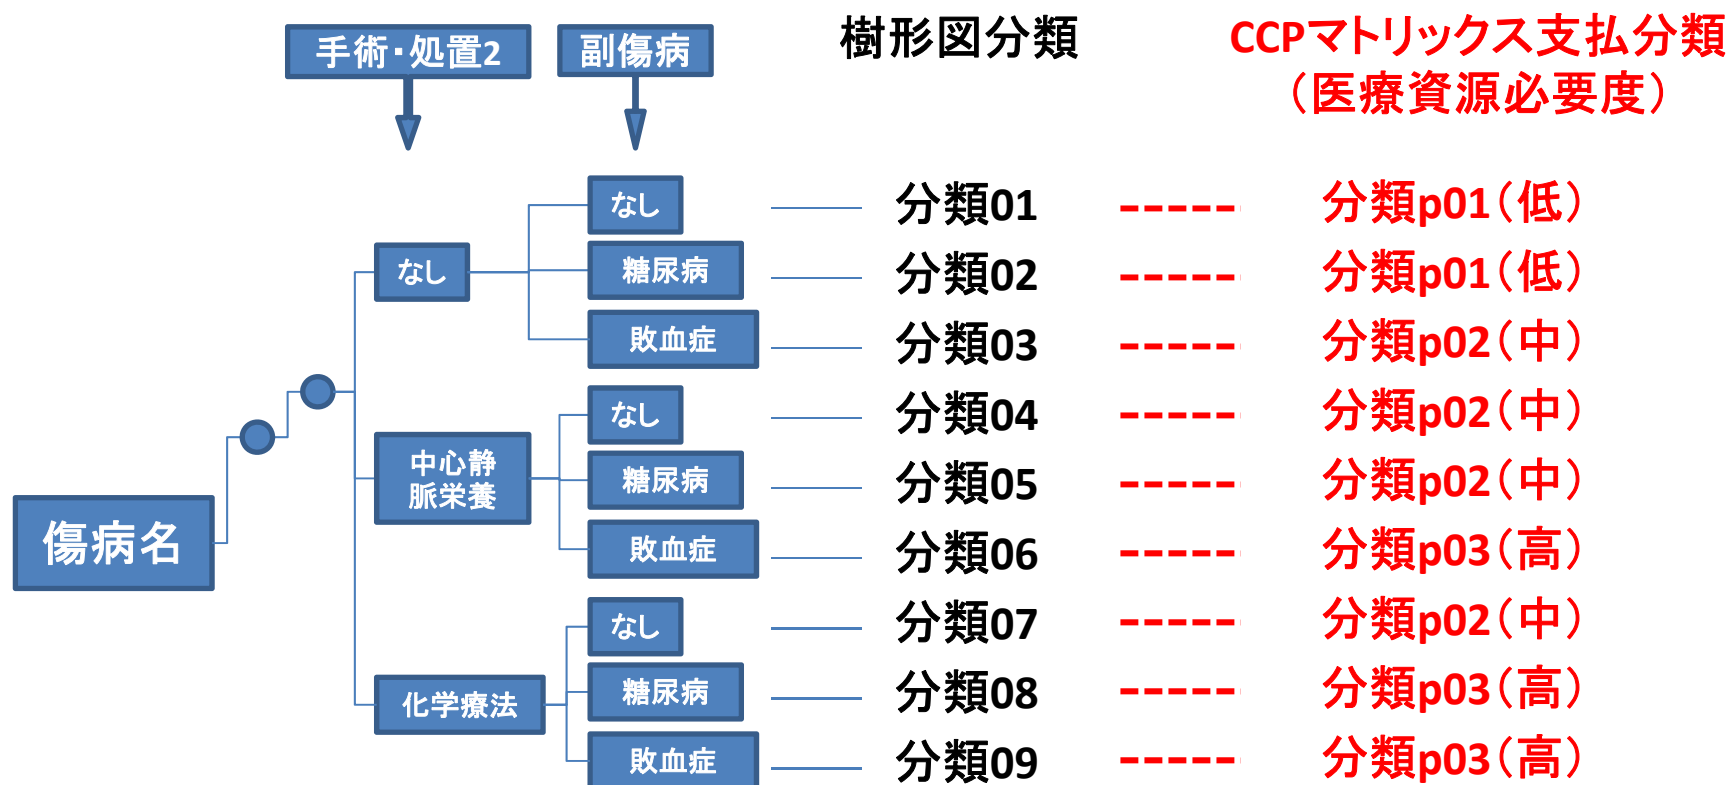 手術・処置2
副傷病
樹形図分類
CCPマトリックス支払分類
（医療資源必要度）
なし
分類01
分類p01（低）
なし
糖尿病
分類02
分類p01（低）
敗血症
分類03
分類p02（中）
なし
分類04
分類p02（中）
中心静
脈栄養
糖尿病
分類05
分類p02（中）
傷病名
敗血症
分類06
分類p03（高）
なし
分類07
分類p02（中）
化学療法
糖尿病
分類08
分類p03（高）
敗血症
分類09
分類p03（高）